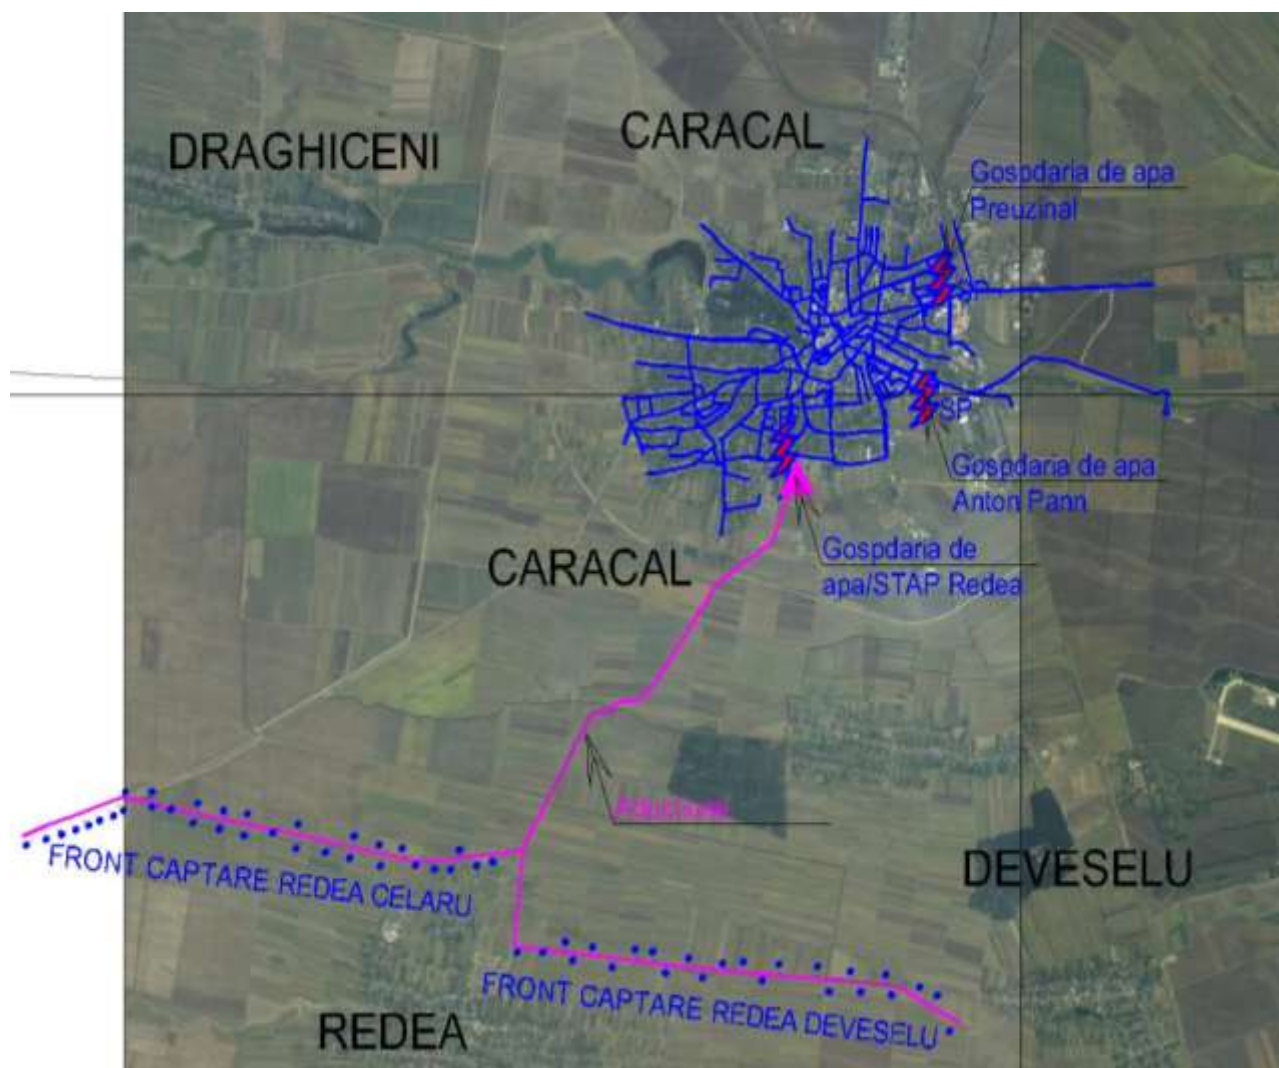 CARACAL
DRAGHICENI
Gospdaria de apa
Preuzinal
SP
Gospdaria de apa
Anton Pann
Gospdaria de
apa/STAP Redea
CARACAL
FRONT CAPTARE REDEA CELARU
DEVESELU
FRONT CAPTARE REDEA DEVESELU
REDEA